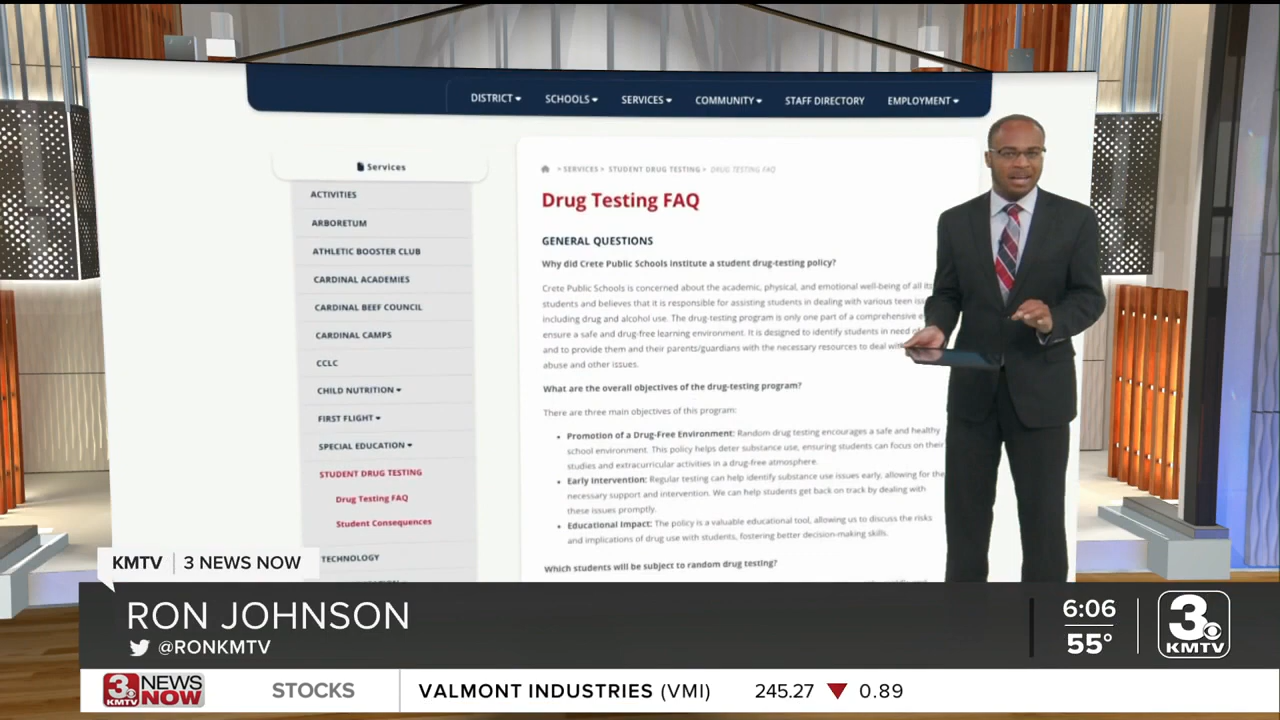 DISTRICT SCHOOLS SERVICES COMMUNITY STAFF DIRECTORY EMPLOYMENT
Services
ACTIVITIES
ARBORETUM
ATHLETIC BOOSTER CLUB
CARDINAL ACADEMIES
CARDINAL BEEF COUNCIL
CARDINAL CAMPS
CCLC
CHILD NUTRITION
FIRST FLIGHT
SPECIAL EDUCATION
STUDENT DRUG TESTING
Drug Testing FAQ
Student Consequences
TECHNOLOGY
> SERVICES > STUDENT DRUG TESTING > DRUG TESTING FAQ
Drug Testing FAQ
GENERAL QUESTIONS
Why did Crete Public Schools institute a student drug-testing policy?
Crete Public Schools is concerned about the academic, physical, and emotional well-being of all its
students and believes that it is responsible for assisting students in dealing with various teen
including drug and alcohol use. The drug-testing program is only one part of a comprehensive
ensure a safe and drug-free learning environment. It is designed to identify students in need
and to provide them and their parents/guardians with the necessary resources to deal
abuse and other issues.
What are the overall objectives of the drug-testing program?
There are three main objectives of this program:
• Promotion of a Drug-Free Environment: Random drug testing encourages a safe and healthy
school environment. This policy helps deter substance use, ensuring students can focus on their
studies and extracurricular activities in a drug-free atmosphere.
• Early Intervention: Regular testing can help identify substance use issues early, allowing for the
necessary support and intervention. We can help students get back on track by dealing with
these issues promptly.
• Educational Impact: The policy is a valuable educational tool, allowing us to discuss the risks
and implications of drug use with students, fostering better decision-making skills.
Which students will be subject to random drug testing?
KMTV 3 NEWS NOW
RON JOHNSON
@RONKMTV
6:06
55°
3
KMTV
3 NEWS NOW
KMTV
STOCKS VALMONT INDUSTRIES (VMI) 245.27 ▼ 0.89